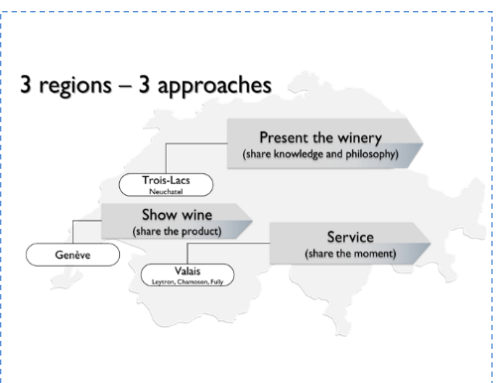 3 regions – 3 approaches
Present the winery
(share knowledge and philosophy)
Trois-Lacs
Neuchatel
Show wine
(share the product)
Genève
Service
(share the moment)
Valais
Leytron, Chamoson, Fully